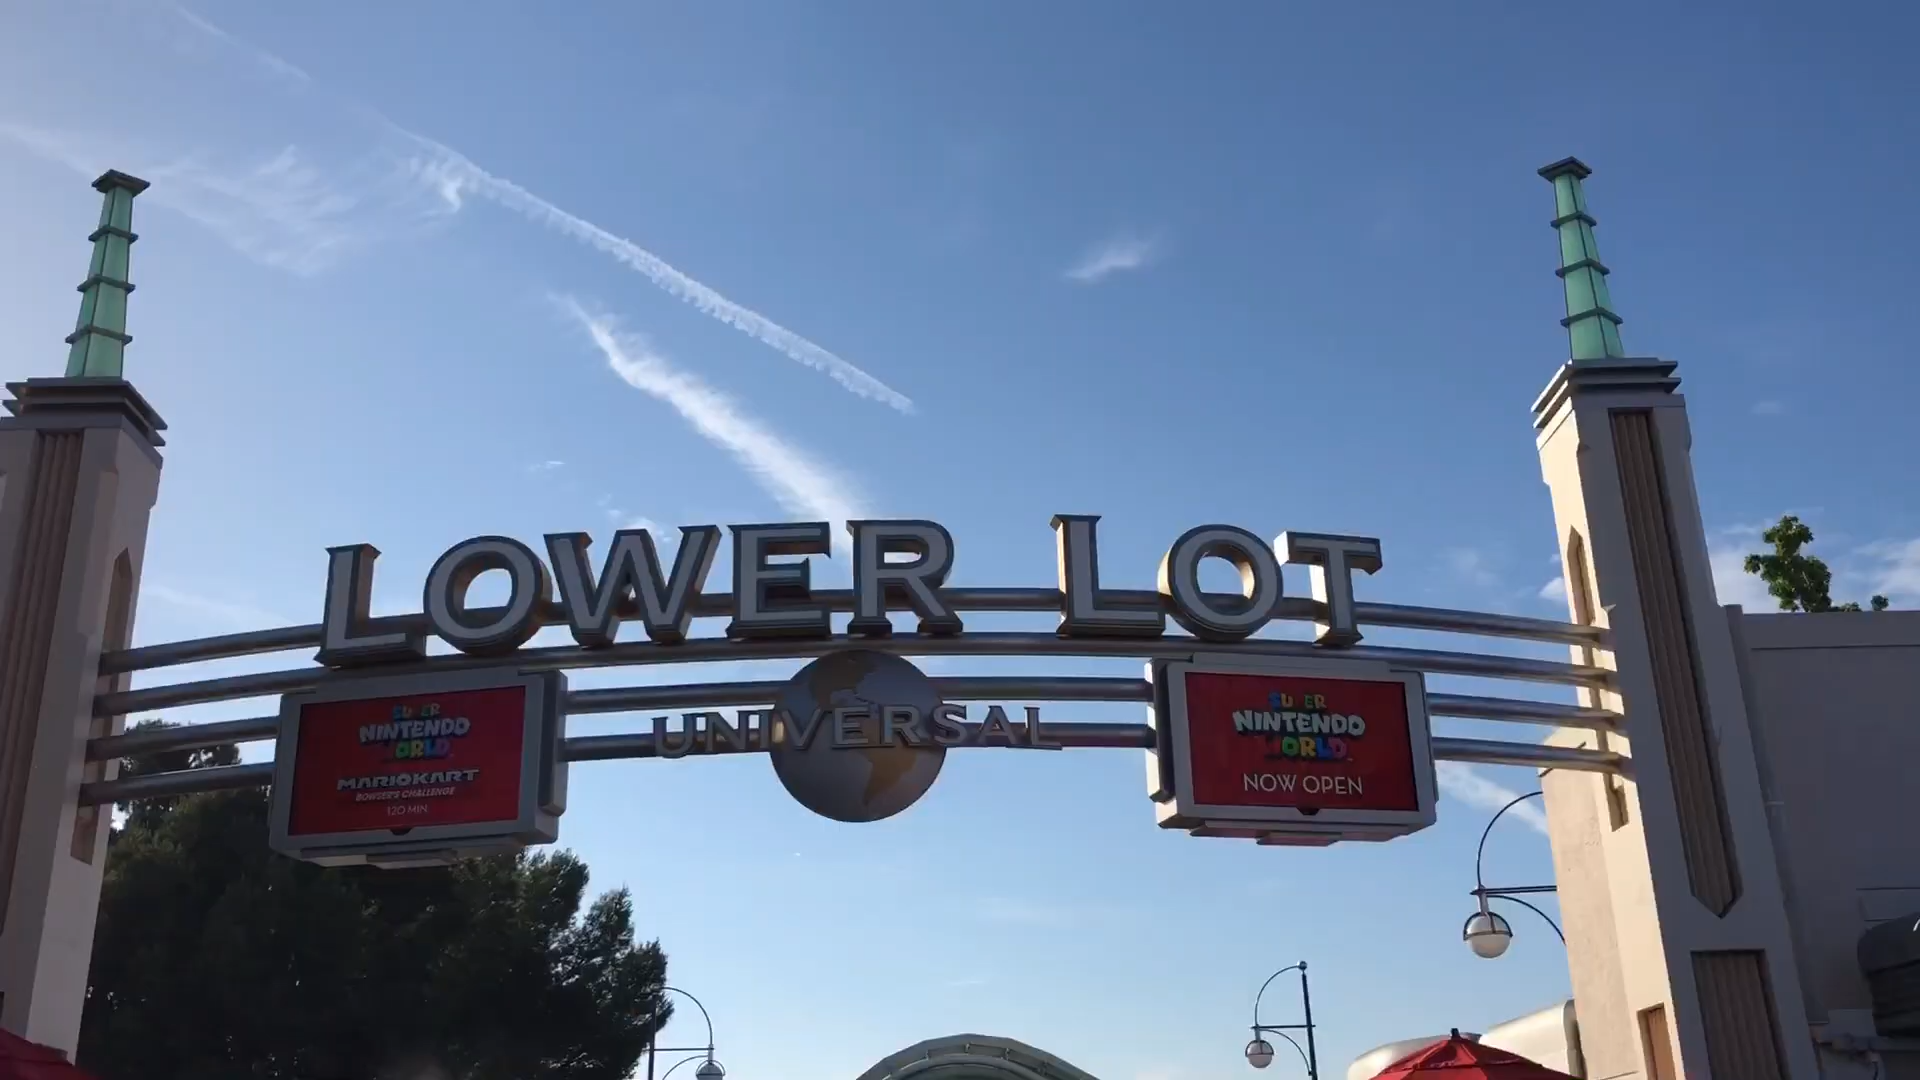 LOWER LOT
UNIVERSAL
SUPER
NINTENDO
WORLD
MARIOKART
BOWSER'S CHALLENGE
120 MIN
SUPER
NINTENDO
WORLD
NOW OPEN